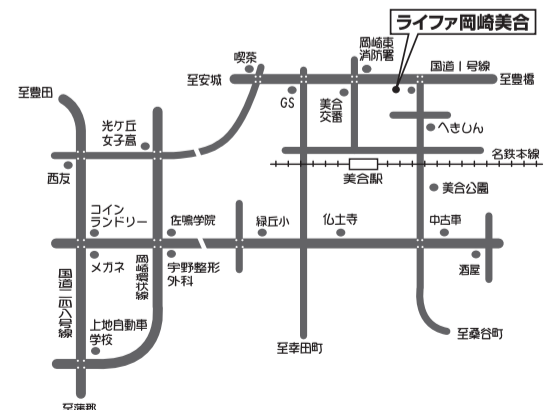 ライファ岡崎美合
喫茶
岡崎東
消防署
国道1号線
至安城
至豊橋
至豊田
GS
美合
交番
光ケ丘
女子高
へきしん
名鉄本線
西友
美合駅
美合公園
コイン
ランドリー
佐鳴学院
緑丘小
仏土寺
中古車
メガネ
岡崎環状線
宇野整形
外科
酒屋
国道二四八号線
上地自動車
学校
至幸田町
至桑谷町
至蒲郡